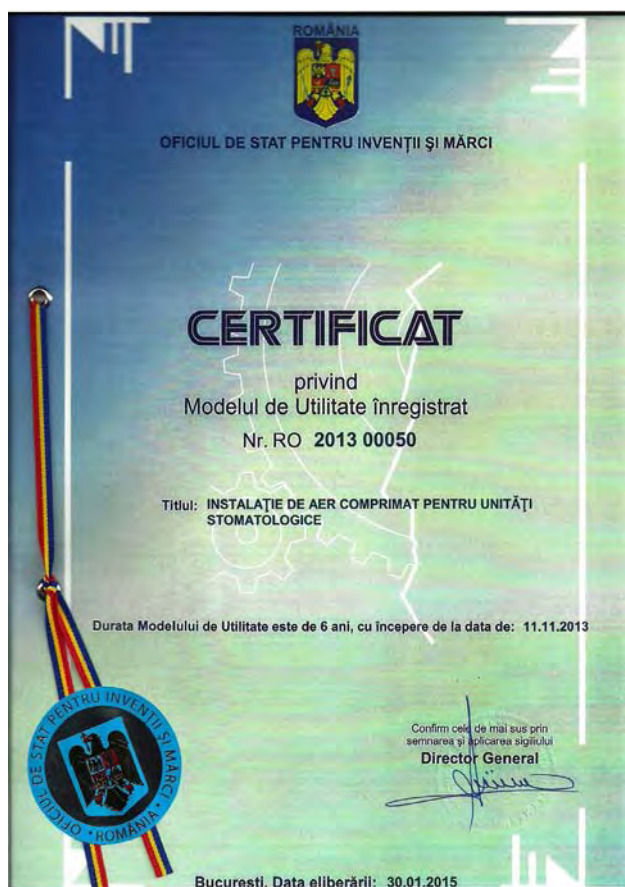 ROMÂNIA
OFICIUL DE STAT PENTRU INVENŢII ŞI MĂRCI
CERTIFICAT
privind
Modelul de Utilitate înregistrat
Nr. RO 2013 00050
Titlul: INSTALAŢIE DE AER COMPRIMAT PENTRU UNITĂŢI
STOMATOLOGICE
Durata Modelului de Utilitate este de 6 ani, cu începere de la data de: 11.11.2013
Confirm cele de mai sus prin
semnarea şi aplicarea sigiliului
Director General
OFICIUL DE STAT PENTRU INVENŢII ŞI MĂRCI
• ROMÂNIA •
Bucureşti, Data eliberării: 30.01.2015